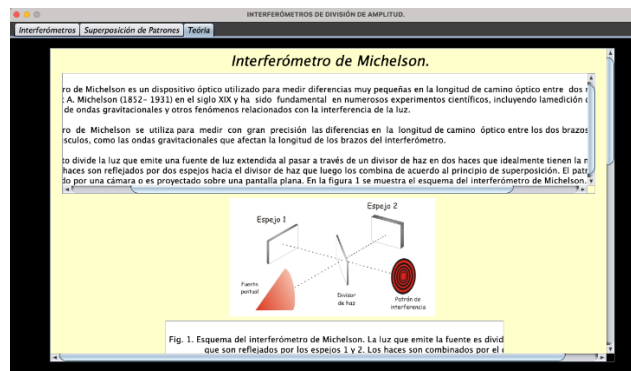 INTERFERÓMETROS DE DIVISIÓN DE AMPLITUD.
Interferómetros Superposición de Patrones Teória
Interferómetro de Michelson.
ro de Michelson es un dispositivo óptico utilizado para medir diferencias muy pequeñas en la longitud de camino óptico entre dos
A. Michelson (1852- 1931) en el siglo XIX y ha sido fundamental en numerosos experimentos científicos, incluyendo lamedición
de ondas gravitacionales y otros fenómenos relacionados con la interferencia de la luz.
ro de Michelson se utiliza para medir con gran precisión las diferencias en la longitud de camino óptico entre los dos brazos
úsculos, como las ondas gravitacionales que afectan la longitud de los brazos del interferómetro.
to divide la luz que emite una fuente de luz extendida al pasar a través de un divisor de haz en dos haces que idealmente tienen la
haces son reflejados por dos espejos hacia el divisor de haz que luego los combina de acuerdo al principio de superposición. El
do por una cámara o es proyectado sobre una pantalla plana. En la figura 1 se muestra el esquema del interferómetro de Michelson.
Espejo 2
Espejo 1
Fuente
puntual
Divisor
de haz
Patrón de
interferencia
Fig. 1. Esquema del interferómetro de Michelson. La luz que emite la fuente es divid
que son reflejados por los espejos 1 y 2. Los haces son combinados por el